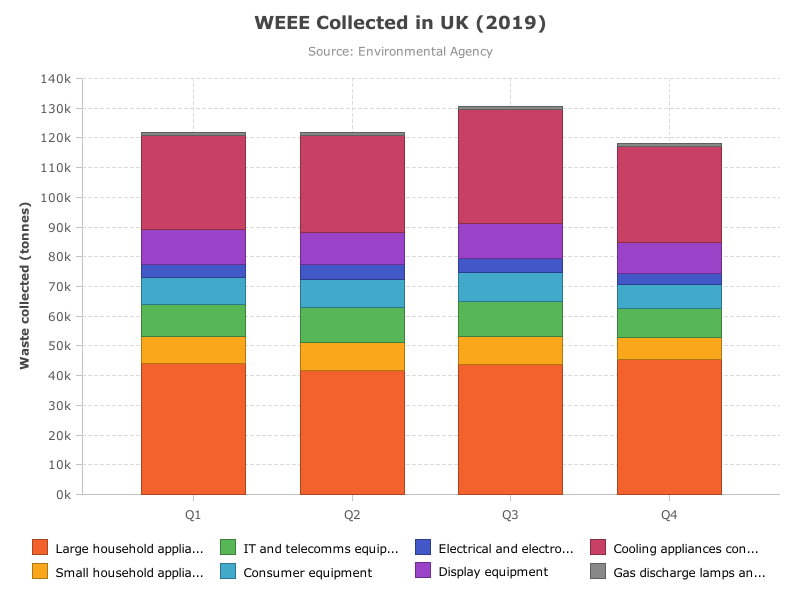 WEEE Collected in UK (2019)
Source: Environmental Agency
Waste collected (tonnes)
140k
130k
120k
110k
100k
90k
80k
70k
60k
50k
40k
30k
20k
10k
0k
Q1 Q2 Q3 Q4
Large household applia... IT and telecomms equip... Electrical and electro... Cooling appliances con...
Small household applia... Consumer equipment Display equipment Gas discharge lamps an...